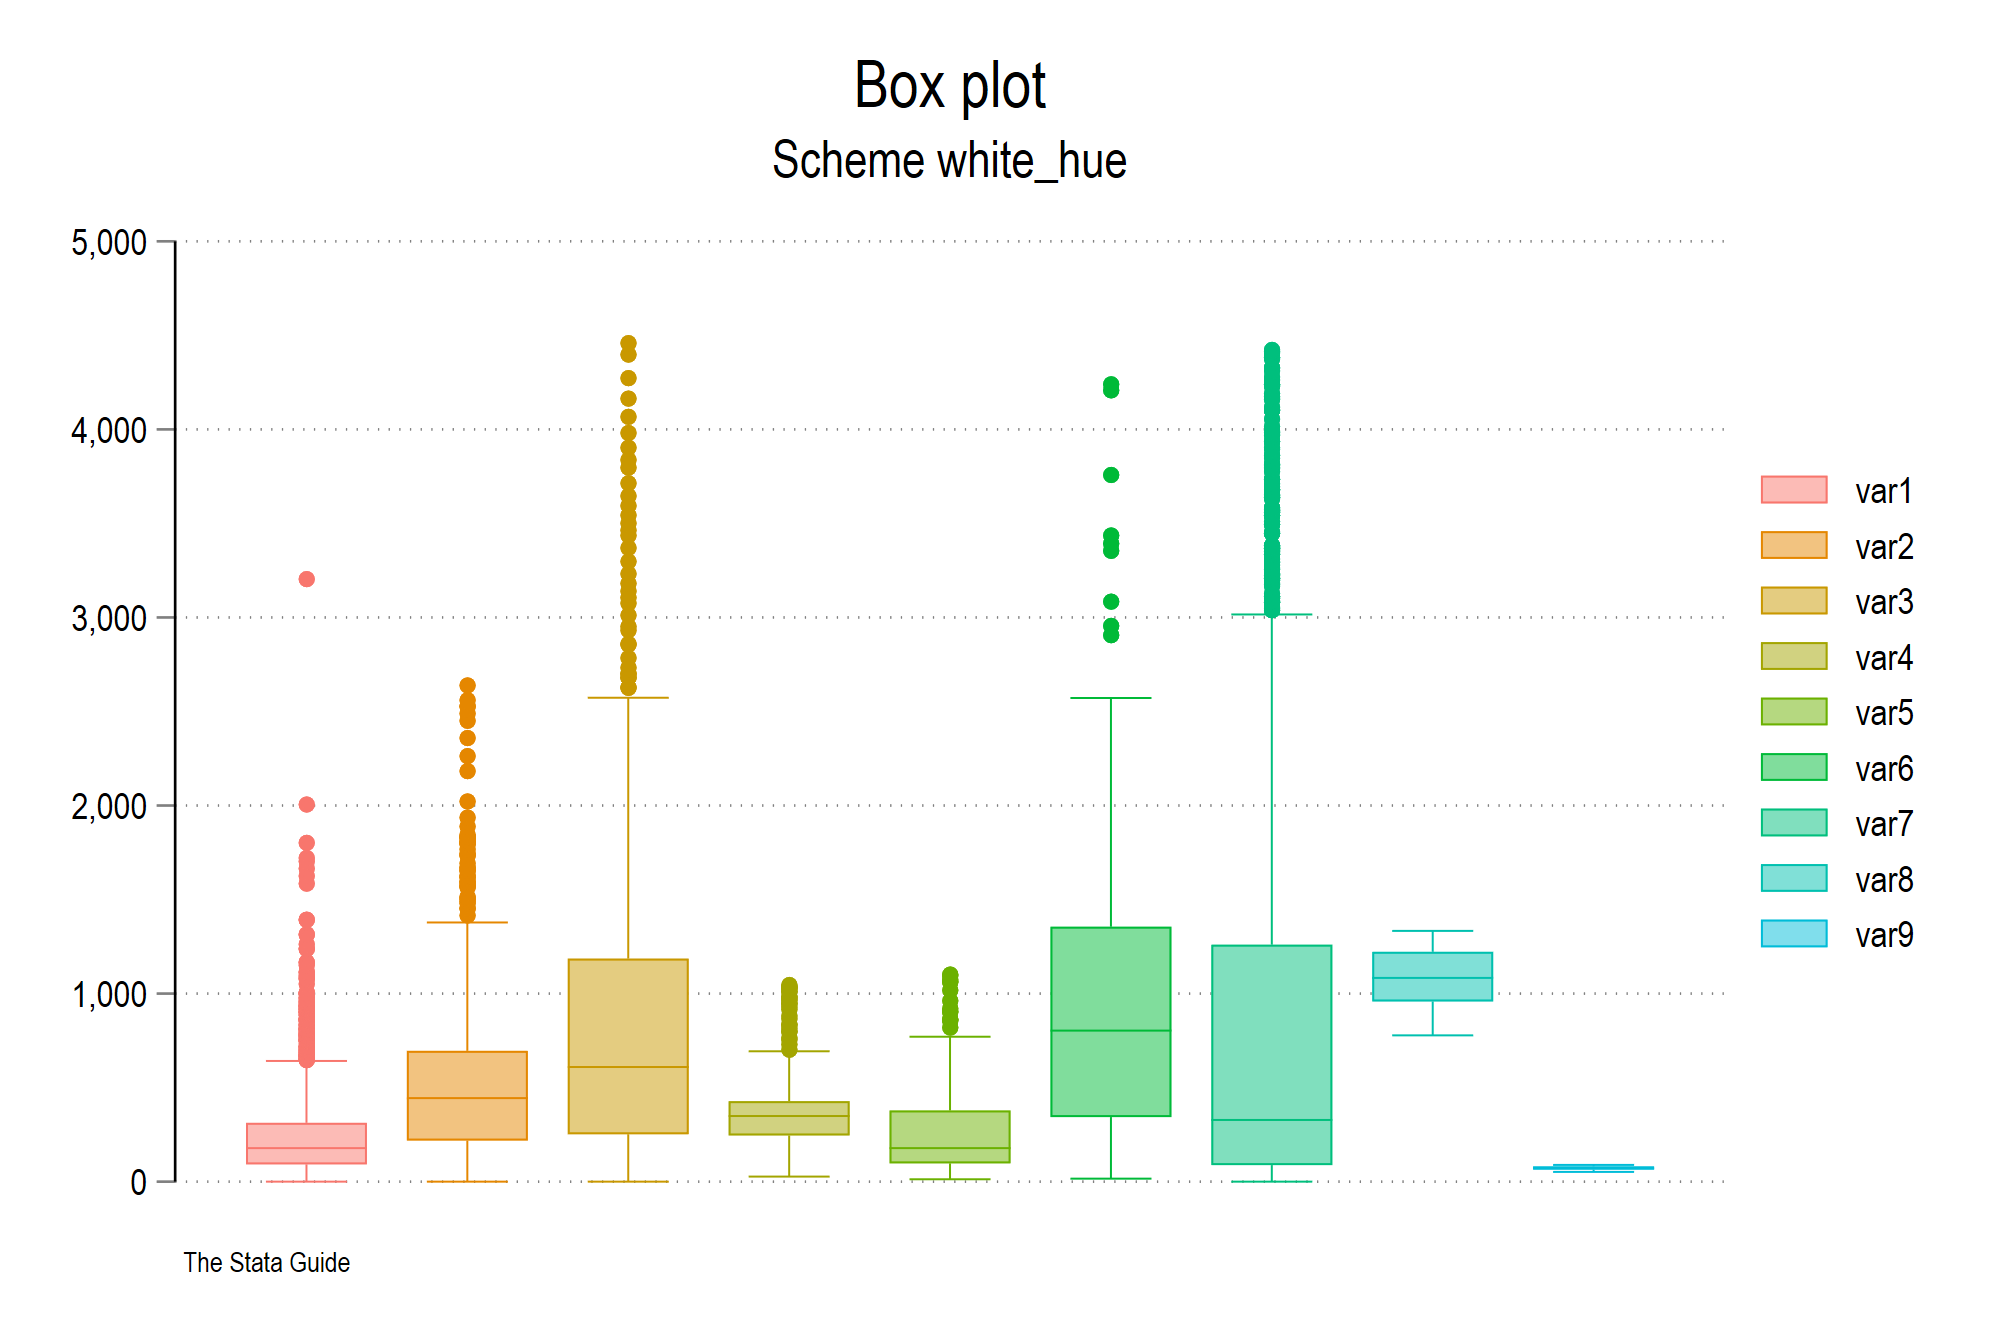 Box plot
Scheme white_hue
5,000
4,000
3,000
2,000
1,000
0
var1
var2
var3
var4
var5
var6
var7
var8
var9
The Stata Guide